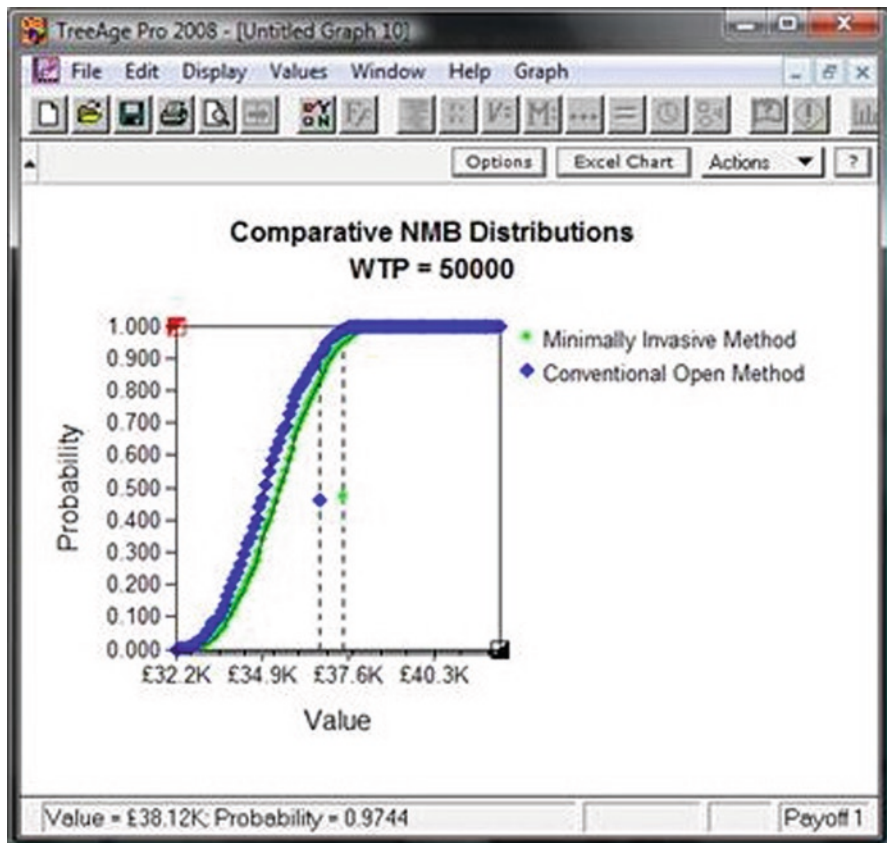 TreeAge Pro 2008 - [Untitled Graph 10]
File Edit Display Values Window Help Graph
Options Excel Chart Actions ?
Comparative NMB Distributions
WTP = 50000
1.000
0.900
0.800
0.700
0.600
0.500
0.400
0.300
0.200
0.100
0.000
Probability
£32.2K £34.9K £37.6K £40.3K
Value
Minimally Invasive Method
Conventional Open Method
Value = £38.12K; Probability = 0.9744
Payoff 1